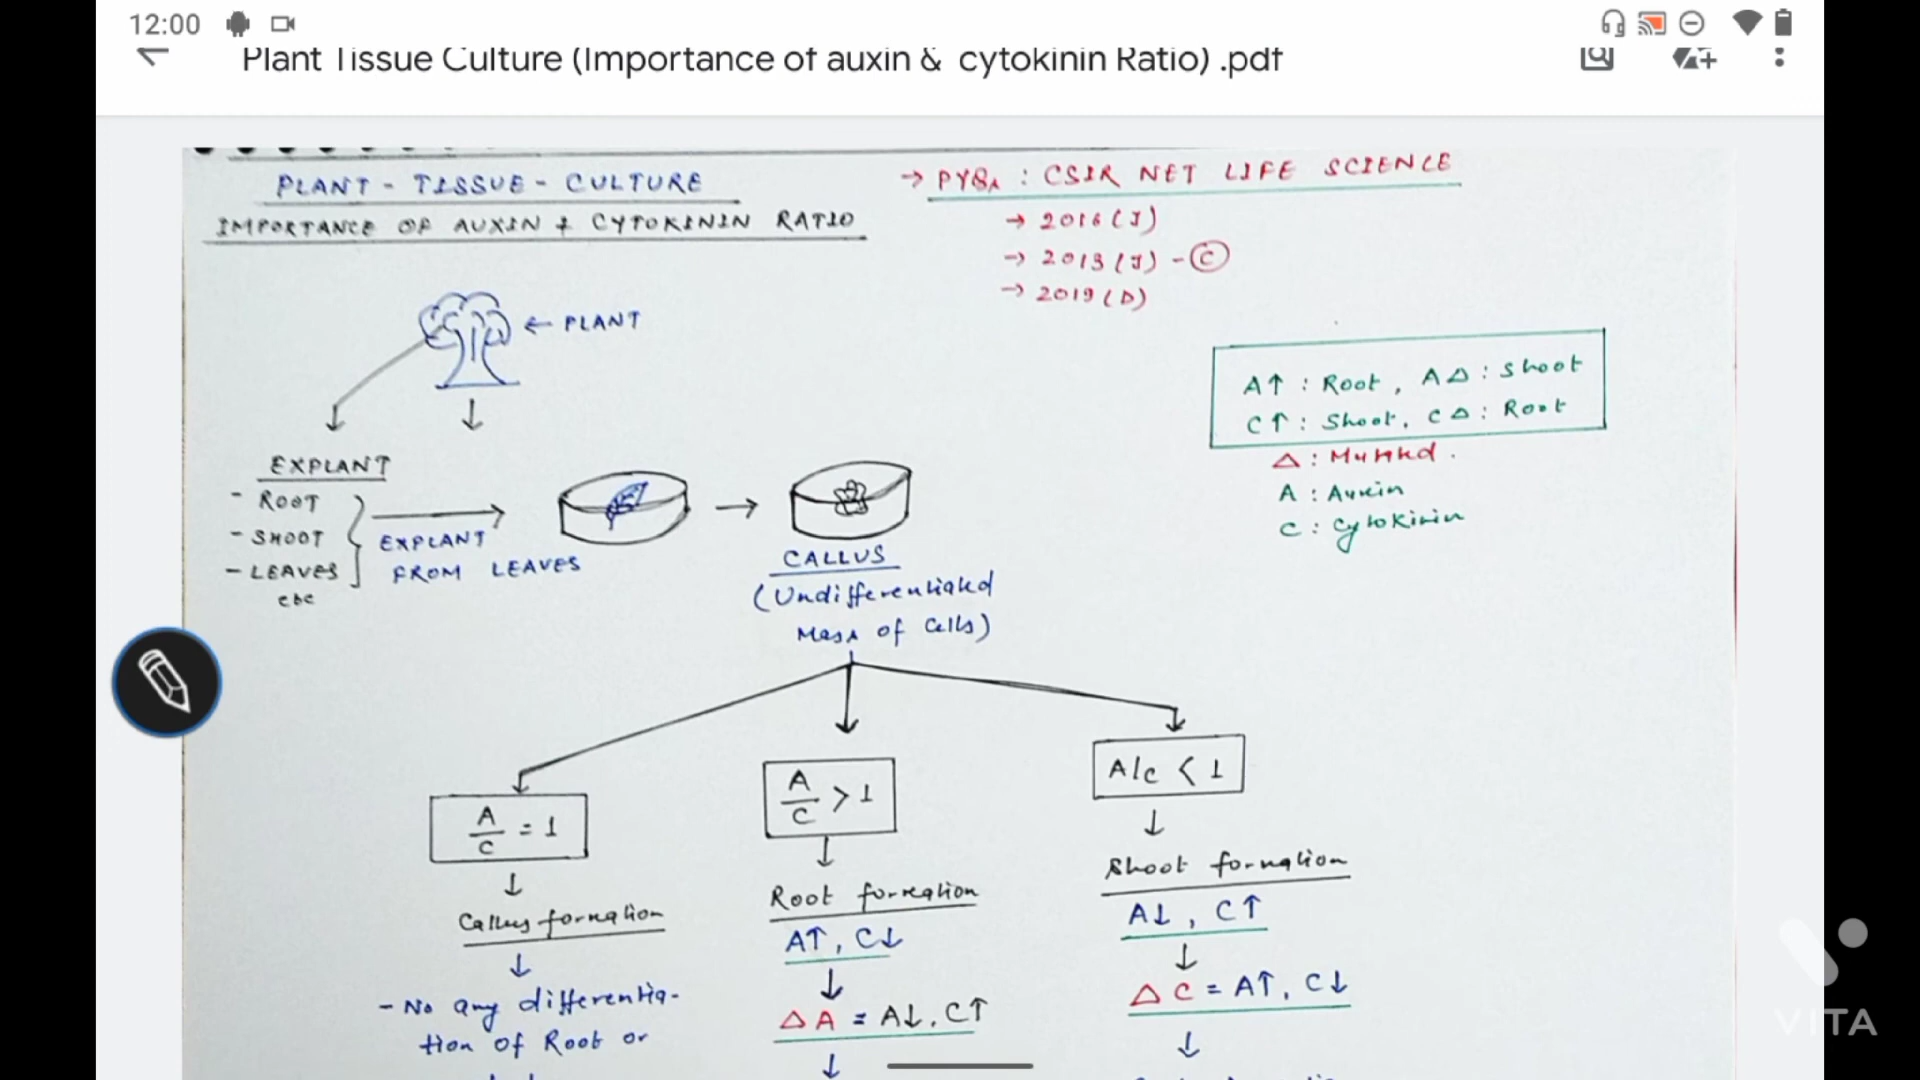 12:00
Plant Tissue Culture (Importance of auxin & cytokinin Ratio) .pdf
PLANT - TISSUE - CULTURE
IMPORTANCE OF AUXIN & CYTOKININ RATIO
→ PYQs : CSIR NET LIFE SCIENCE
→ 2016 (J)
→ 2013 (J) - C
→ 2019 (D)
← PLANT
A↑ : Root, AΔ : Shoot
C↑ : Shoot, CΔ : Root
Δ : Mutated.
A : Auxin
C : Cytokinin
EXPLANT
- ROOT
- SHOOT
- LEAVES
etc
EXPLANT
FROM LEAVES
CALLUS
(Undifferentiated
Mass of Cells)
A/C = 1
A/C > 1
A/C < 1
Callus formation
Root formation
Shoot formation
A↑, C↓
A↓, C↑
- No any differentia-
tion of Root or
ΔA = A↓, C↑
ΔC = A↑, C↓
VITA